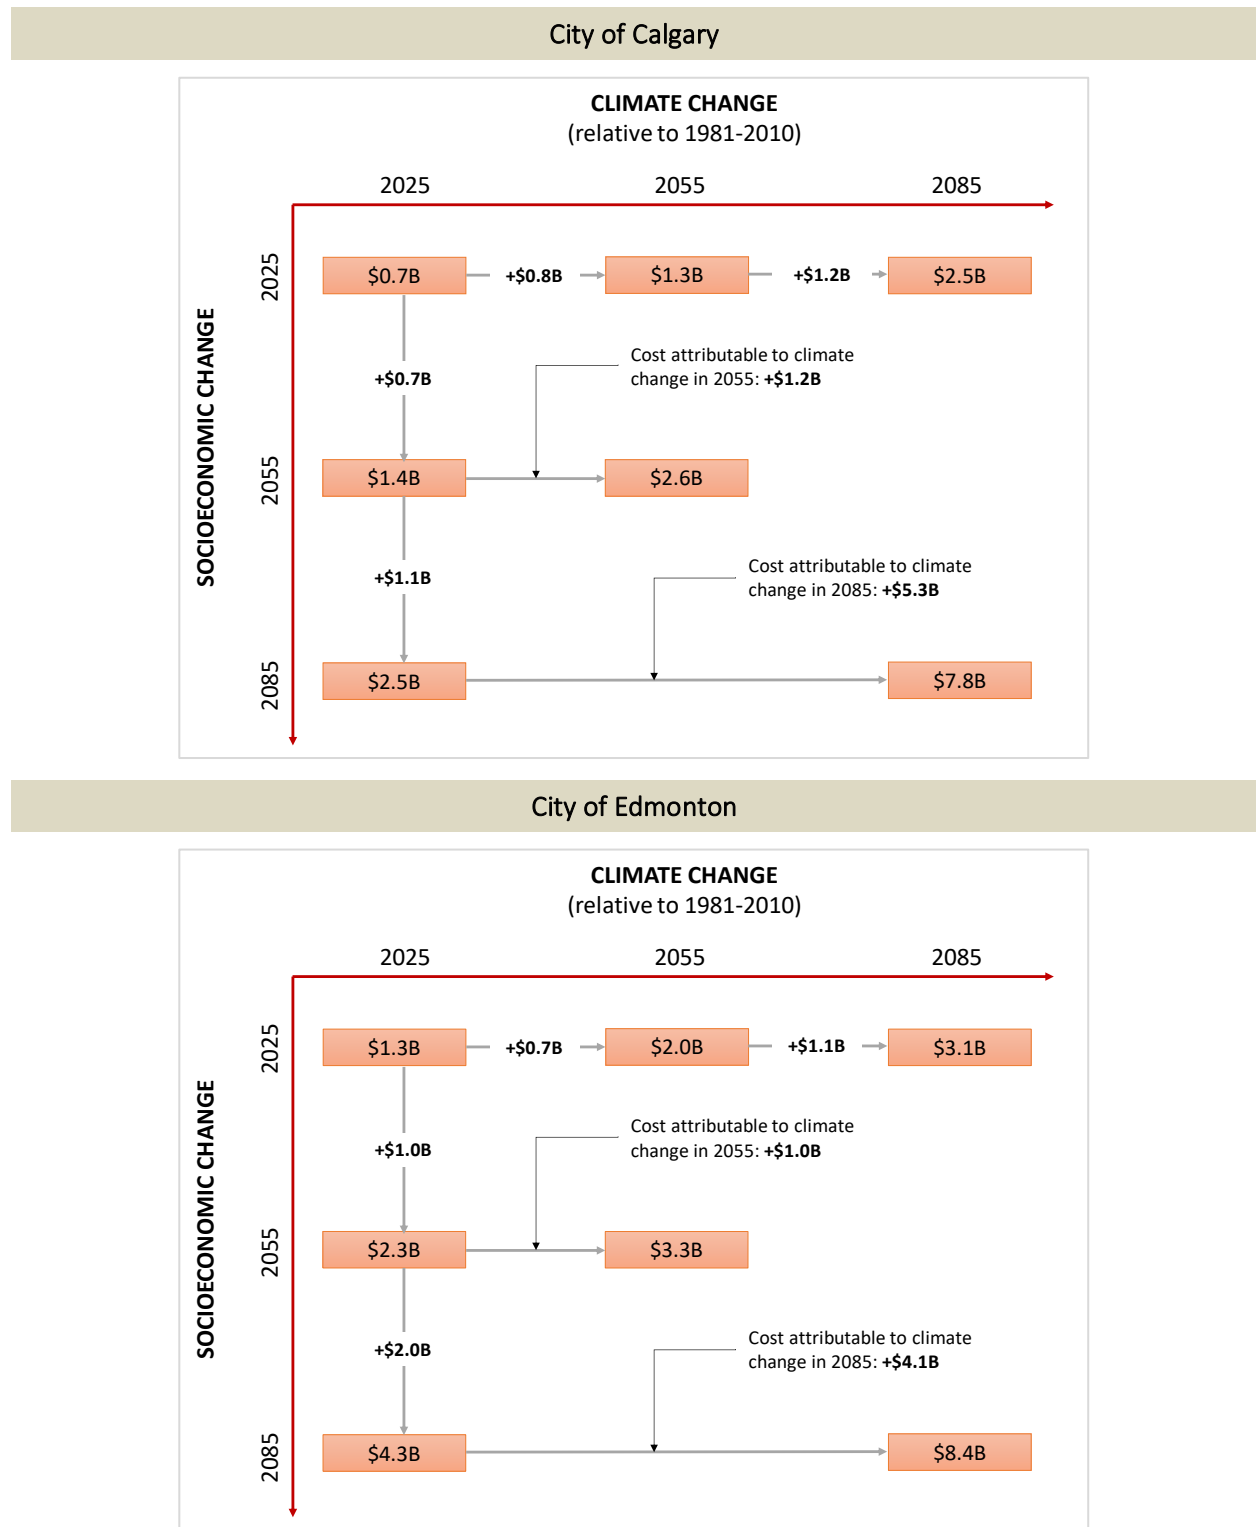 City of Calgary
CLIMATE CHANGE
(relative to 1981-2010)
2025 2055 2085
SOCIOECONOMIC CHANGE
2025
$0.7B +$0.8B $1.3B +$1.2B $2.5B
Cost attributable to climate
change in 2055: +$1.2B
+$0.7B
2055
$1.4B $2.6B
Cost attributable to climate
change in 2085: +$5.3B
+$1.1B
2085
$2.5B $7.8B
City of Edmonton
CLIMATE CHANGE
(relative to 1981-2010)
2025 2055 2085
SOCIOECONOMIC CHANGE
2025
$1.3B +$0.7B $2.0B +$1.1B $3.1B
Cost attributable to climate
change in 2055: +$1.0B
+$1.0B
2055
$2.3B $3.3B
Cost attributable to climate
change in 2085: +$4.1B
+$2.0B
2085
$4.3B $8.4B